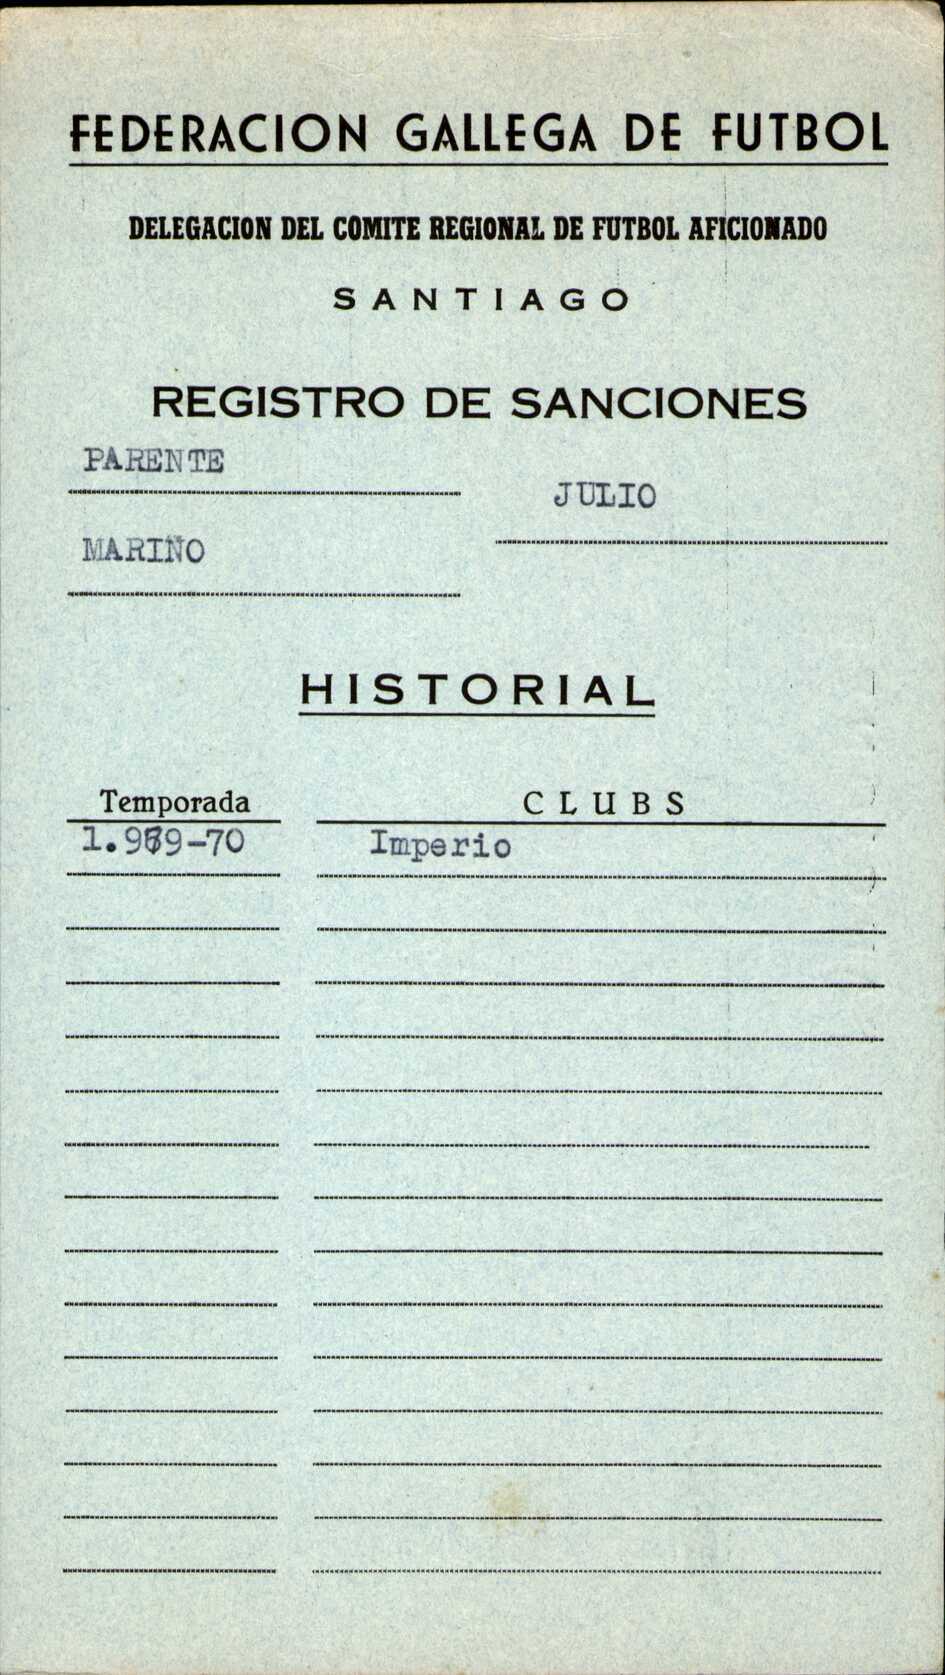 FEDERACION GALLEGA DE FUTBOL
DELEGACION DEL COMITE REGIONAL DE FUTBOL AFICIONADO
SANTIAGO
REGISTRO DE SANCIONES
PARENTE
JULIO
MARIÑO
HISTORIAL
Temporada CLUBS
1.969-70 Imperio